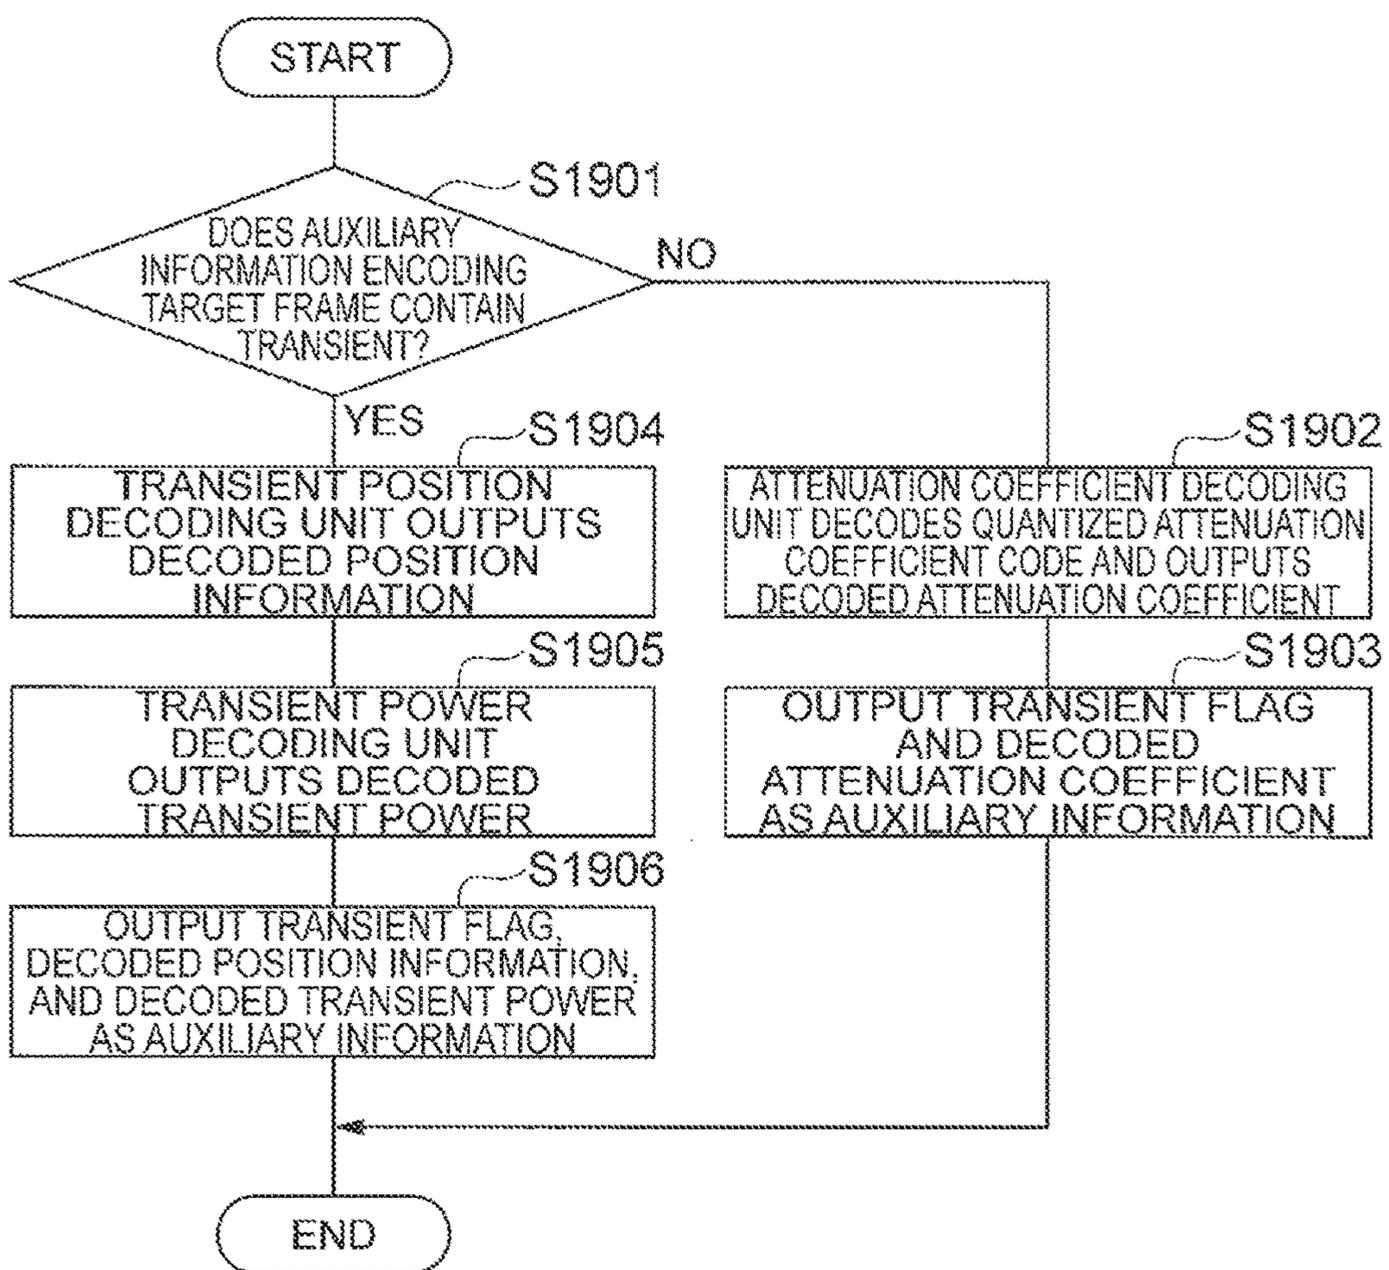 START
S1901
DOES AUXILIARY
INFORMATION ENCODING
TARGET FRAME CONTAIN
TRANSIENT?
NO
YES
S1904
TRANSIENT POSITION
DECODING UNIT OUTPUTS
DECODED POSITION
INFORMATION
S1902
ATTENUATION COEFFICIENT DECODING
UNIT DECODES QUANTIZED ATTENUATION
COEFFICIENT CODE AND OUTPUTS
DECODED ATTENUATION COEFFICIENT
S1905
TRANSIENT POWER
DECODING UNIT
OUTPUTS DECODED
TRANSIENT POWER
S1903
OUTPUT TRANSIENT FLAG
AND DECODED
ATTENUATION COEFFICIENT
AS AUXILIARY INFORMATION
S1906
OUTPUT TRANSIENT FLAG,
DECODED POSITION INFORMATION,
AND DECODED TRANSIENT POWER
AS AUXILIARY INFORMATION
END